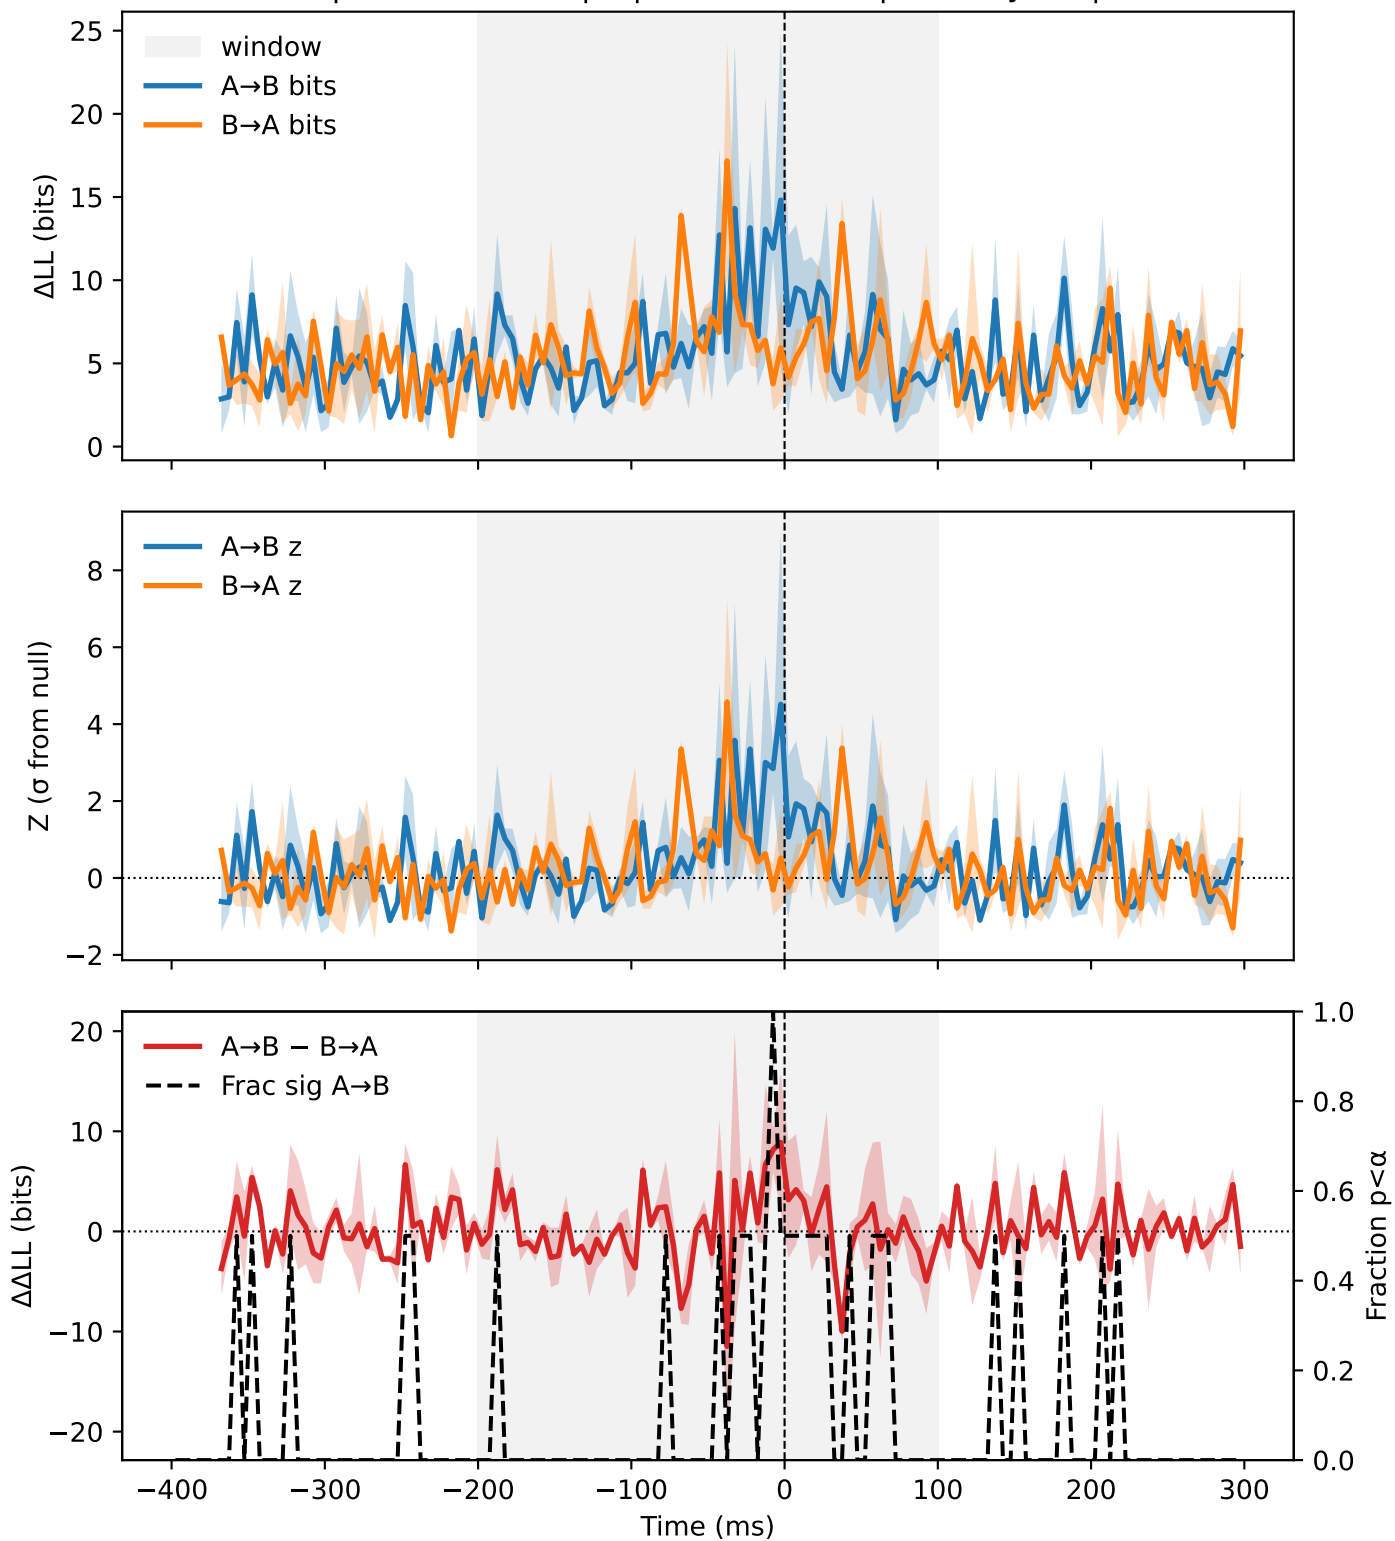 25
20
15
10
5
0
ΔLL (bits)
window
A→B bits
B→A bits
8
6
4
2
0
−2
Z (σ from null)
A→B z
B→A z
20
10
0
−10
−20
ΔΔLL (bits)
A→B − B→A
Frac sig A→B
1.0
0.8
0.6
0.4
0.2
0.0
Fraction p<α
−400 −300 −200 −100 0 100 200 300
Time (ms)